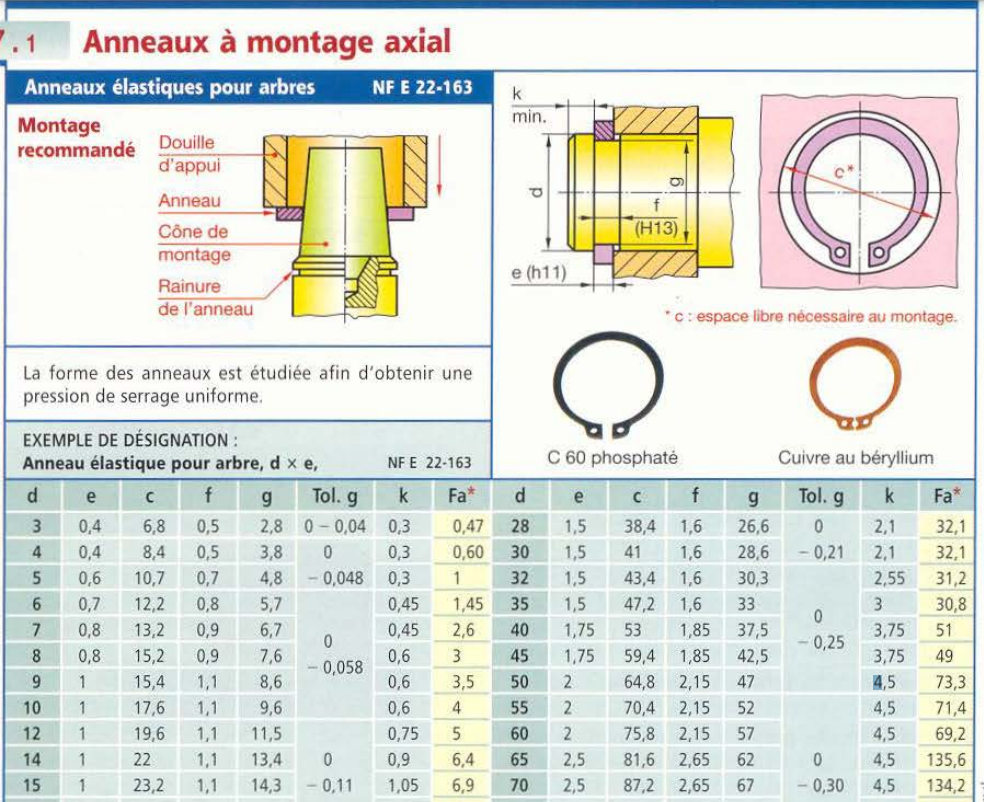 7.1 Anneaux à montage axial
Anneaux élastiques pour arbres NF E 22-163
Montage
recommandé
Douille
d'appui
Anneau
Cône de
montage
Rainure
de l'anneau
La forme des anneaux est étudiée afin d'obtenir une
pression de serrage uniforme.
EXEMPLE DE DÉSIGNATION :
Anneau élastique pour arbre, d × e, NF E 22-163
k
min.
d
g
f
(H13)
e (h11)
c*
* c : espace libre nécessaire au montage.
C 60 phosphaté
Cuivre au béryllium
d e c f g Tol. g k Fa* d e c f g Tol. g k Fa*
3 0,4 6,8 0,5 2,8 0 – 0,04 0,3 0,47 28 1,5 38,4 1,6 26,6 0 2,1 32,1
4 0,4 8,4 0,5 3,8 0 0,3 0,60 30 1,5 41 1,6 28,6 – 0,21 2,1 32,1
5 0,6 10,7 0,7 4,8 – 0,048 0,3 1 32 1,5 43,4 1,6 30,3 2,55 31,2
6 0,7 12,2 0,8 5,7 0,45 1,45 35 1,5 47,2 1,6 33 0 3 30,8
7 0,8 13,2 0,9 6,7 0 0,45 2,6 40 1,75 53 1,85 37,5 – 0,25 3,75 51
8 0,8 15,2 0,9 7,6 – 0,058 0,6 3 45 1,75 59,4 1,85 42,5 3,75 49
9 1 15,4 1,1 8,6 0,6 3,5 50 2 64,8 2,15 47 4,5 73,3
10 1 17,6 1,1 9,6 0,6 4 55 2 70,4 2,15 52 4,5 71,4
12 1 19,6 1,1 11,5 0,75 5 60 2 75,8 2,15 57 4,5 69,2
14 1 22 1,1 13,4 0 0,9 6,4 65 2,5 81,6 2,65 62 0 4,5 135,6
15 1 23,2 1,1 14,3 – 0,11 1,05 6,9 70 2,5 87,2 2,65 67 – 0,30 4,5 134,2